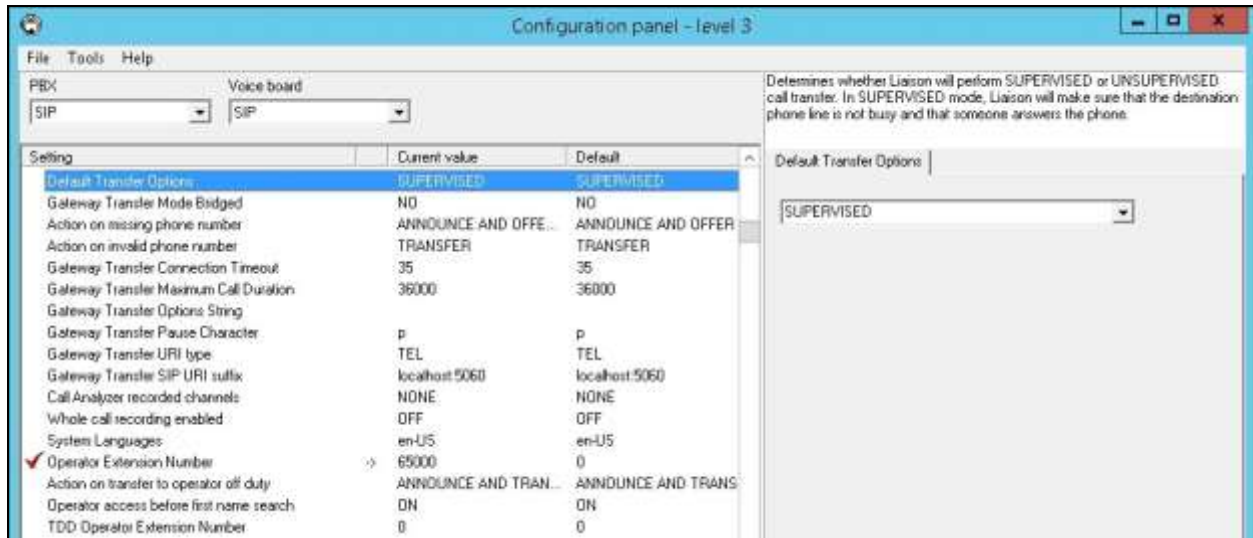 Configuration panel - level 3
File Tools Help
PBX Voice board
SIP SIP
Determines whether Liaison will perform SUPERVISED or UNSUPERVISED
call transfer. In SUPERVISED mode, Liaison will make sure that the destination
phone line is not busy and that someone answers the phone.
Setting Current value Default
Default Transfer Options SUPERVISED SUPERVISED
Gateway Transfer Mode Bridged NO NO
Action on missing phone number ANNOUNCE AND OFFE... ANNOUNCE AND OFFER
Action on invalid phone number TRANSFER TRANSFER
Gateway Transfer Connection Timeout 35 35
Gateway Transfer Maximum Call Duration 36000 36000
Gateway Transfer Options String
Gateway Transfer Pause Character p p
Gateway Transfer URI type TEL TEL
Gateway Transfer SIP URI suffix localhost:5060 localhost:5060
Call Analyzer recorded channels NONE NONE
Whole call recording enabled OFF OFF
System Languages en-US en-US
Operator Extension Number -> 65000 0
Action on transfer to operator off duty ANNOUNCE AND TRAN... ANNOUNCE AND TRANS
Operator access before first name search ON ON
TDD Operator Extension Number 0 0
Default Transfer Options
SUPERVISED